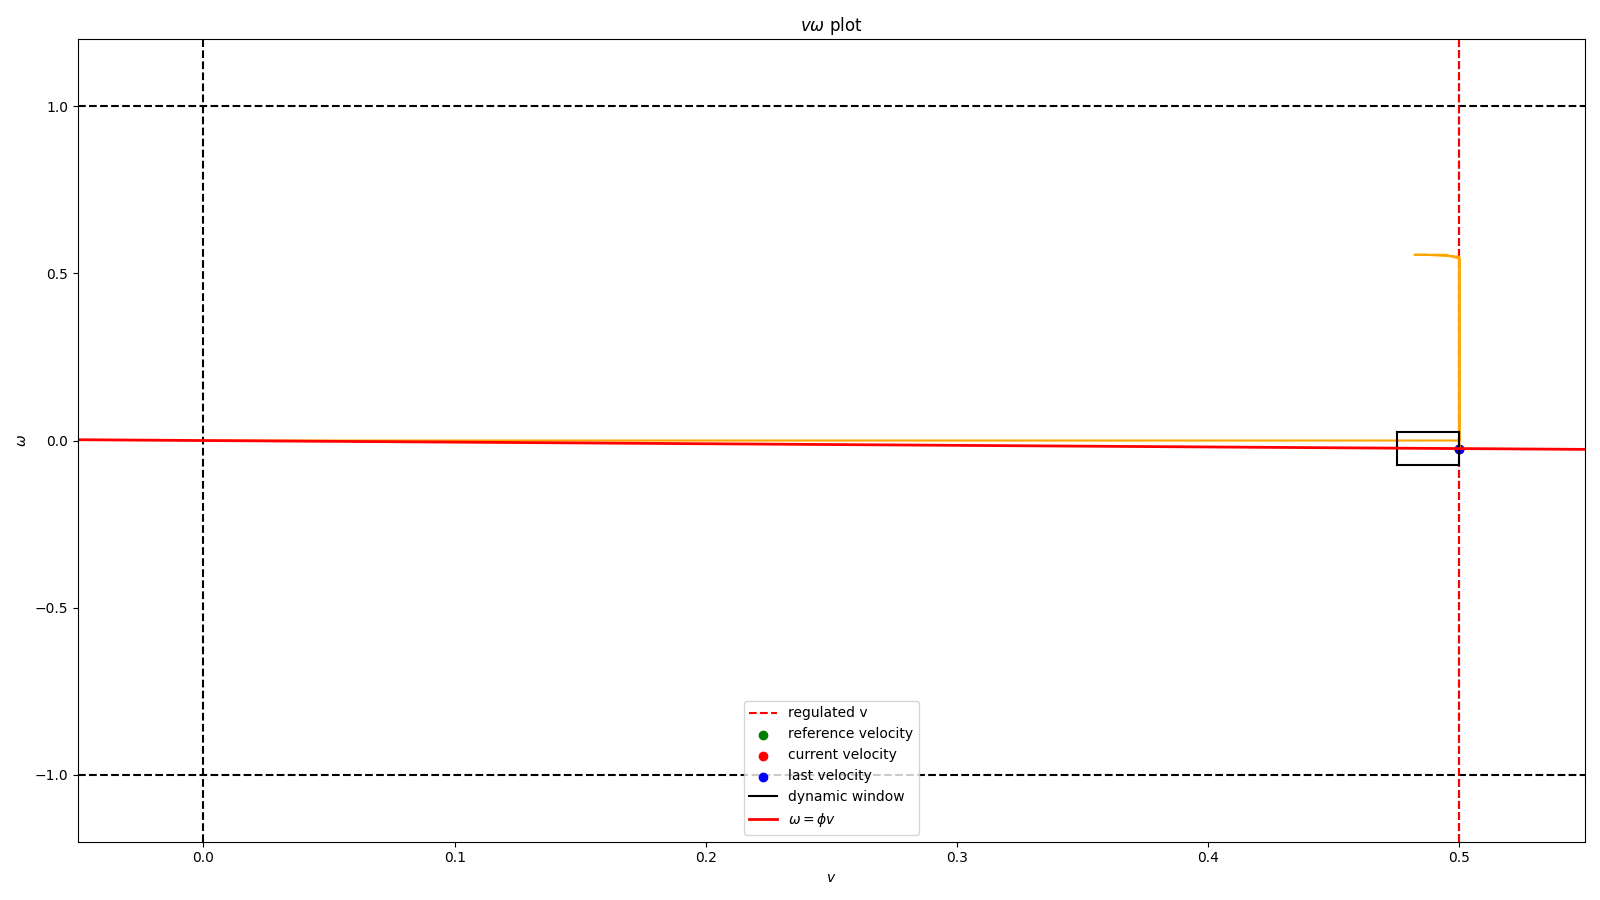 vω plot
1.0
0.5
0.0
−0.5
−1.0
ω
0.0 0.1 0.2 0.3 0.4 0.5
v
regulated v
reference velocity
current velocity
last velocity
dynamic window
ω = ϕv